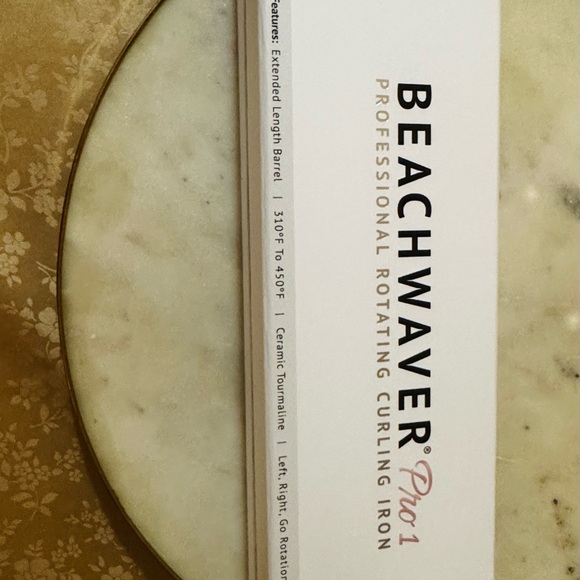 BEACHWAVER® Pro 1
PROFESSIONAL ROTATING CURLING IRON
Features: Extended Length Barrel | 310°F To 450°F | Ceramic Tourmaline | Left, Right, Go Rotation